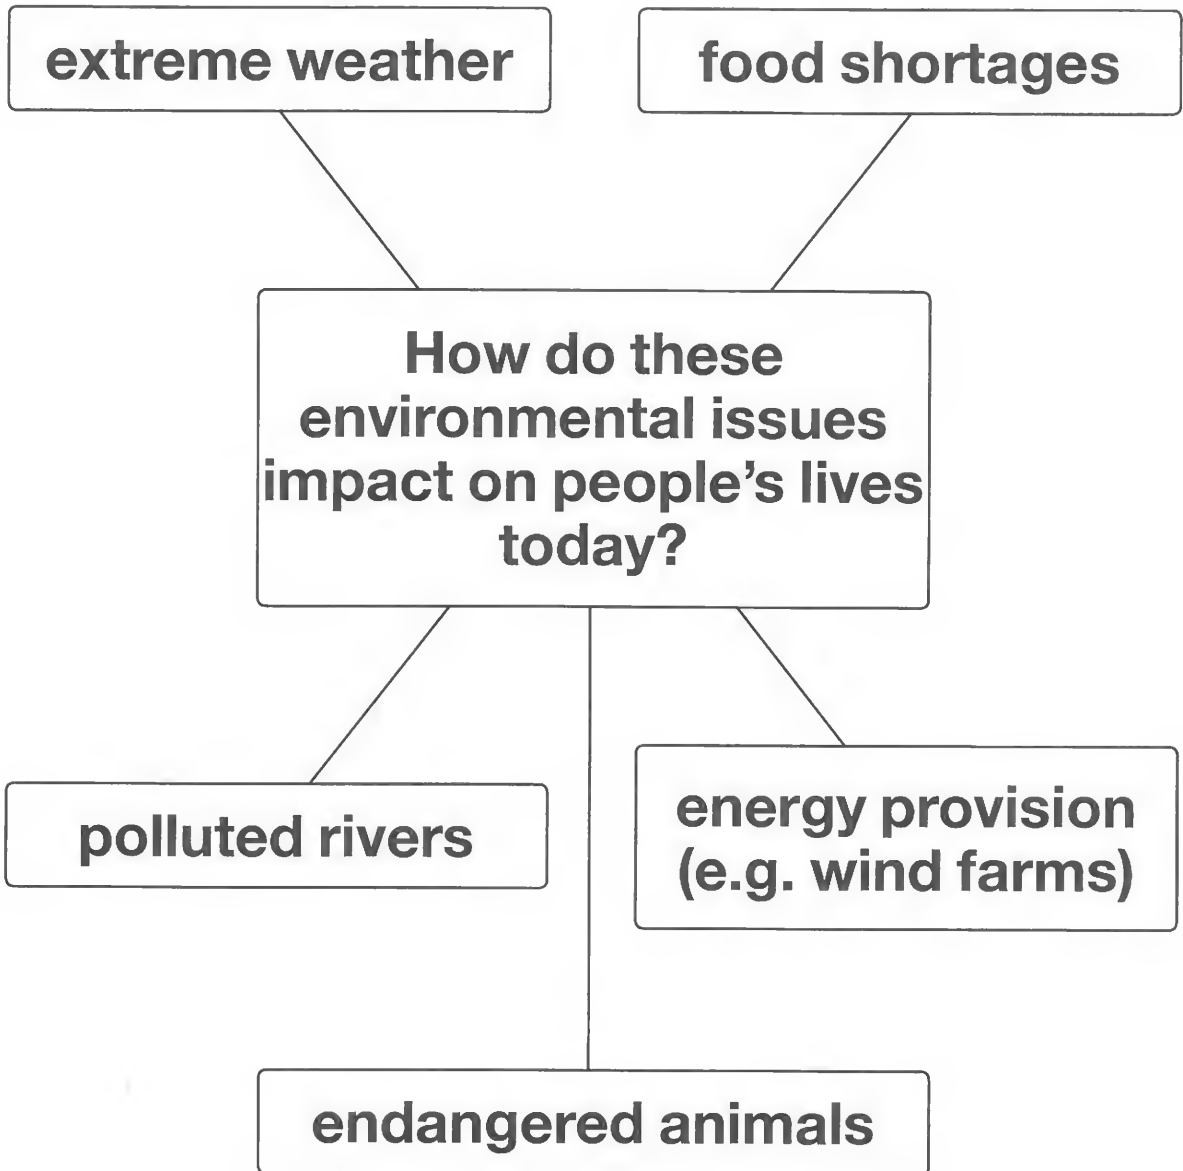 extreme weather
food shortages
How do these
environmental issues
impact on people's lives
today?
polluted rivers
energy provision
(e.g. wind farms)
endangered animals